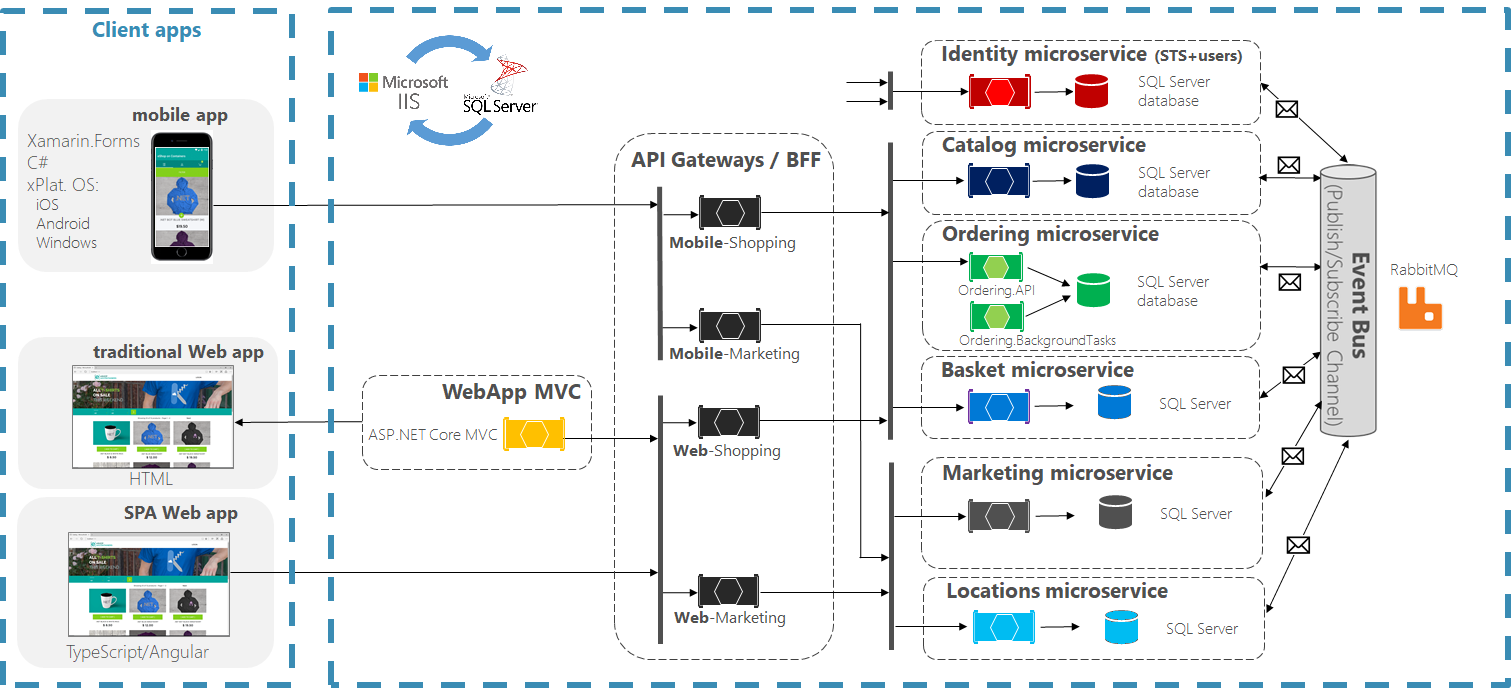 Client apps
mobile app
Xamarin.Forms
C#
xPlat. OS:
iOS
Android
Windows
traditional Web app
HTML
SPA Web app
TypeScript/Angular
Microsoft
IIS
Microsoft
SQL Server
WebApp MVC
ASP.NET Core MVC
API Gateways / BFF
Mobile-Shopping
Mobile-Marketing
Web-Shopping
Web-Marketing
Identity microservice (STS+users)
SQL Server
database
Catalog microservice
SQL Server
database
Ordering microservice
Ordering.API
Ordering.BackgroundTasks
SQL Server
database
Basket microservice
SQL Server
Marketing microservice
SQL Server
Locations microservice
SQL Server
Event Bus
(Publish/Subscribe Channel)
RabbitMQ